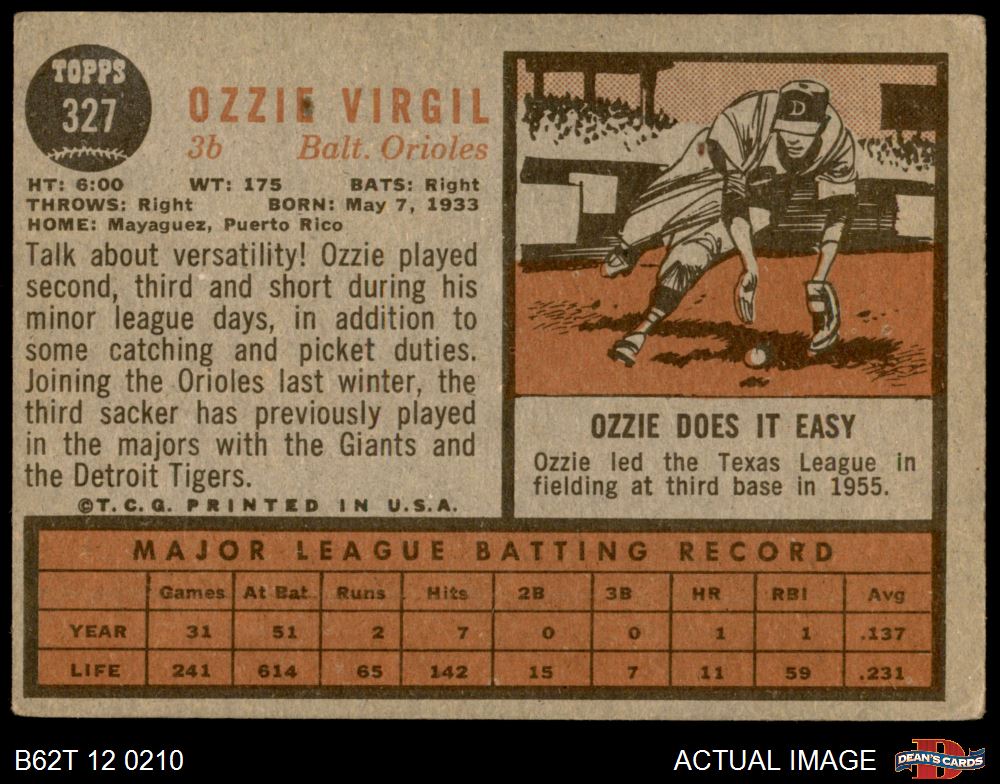 TOPPS
327
OZZIE VIRGIL
3b Balt. Orioles
HT: 6:00 WT: 175 BATS: Right
THROWS: Right BORN: May 7, 1933
HOME: Mayaguez, Puerto Rico
Talk about versatility! Ozzie played
second, third and short during his
minor league days, in addition to
some catching and picket duties.
Joining the Orioles last winter, the
third sacker has previously played
in the majors with the Giants and
the Detroit Tigers.
©T.C.G. PRINTED IN U.S.A.
D
OZZIE DOES IT EASY
Ozzie led the Texas League in
fielding at third base in 1955.
MAJOR LEAGUE BATTING RECORD
Games At Bat Runs Hits 2B 3B HR RBI Avg
YEAR 31 51 2 7 0 0 1 1 .137
LIFE 241 614 65 142 15 7 11 59 .231
B62T 12 0210
ACTUAL IMAGE
D
DEAN'S CARDS